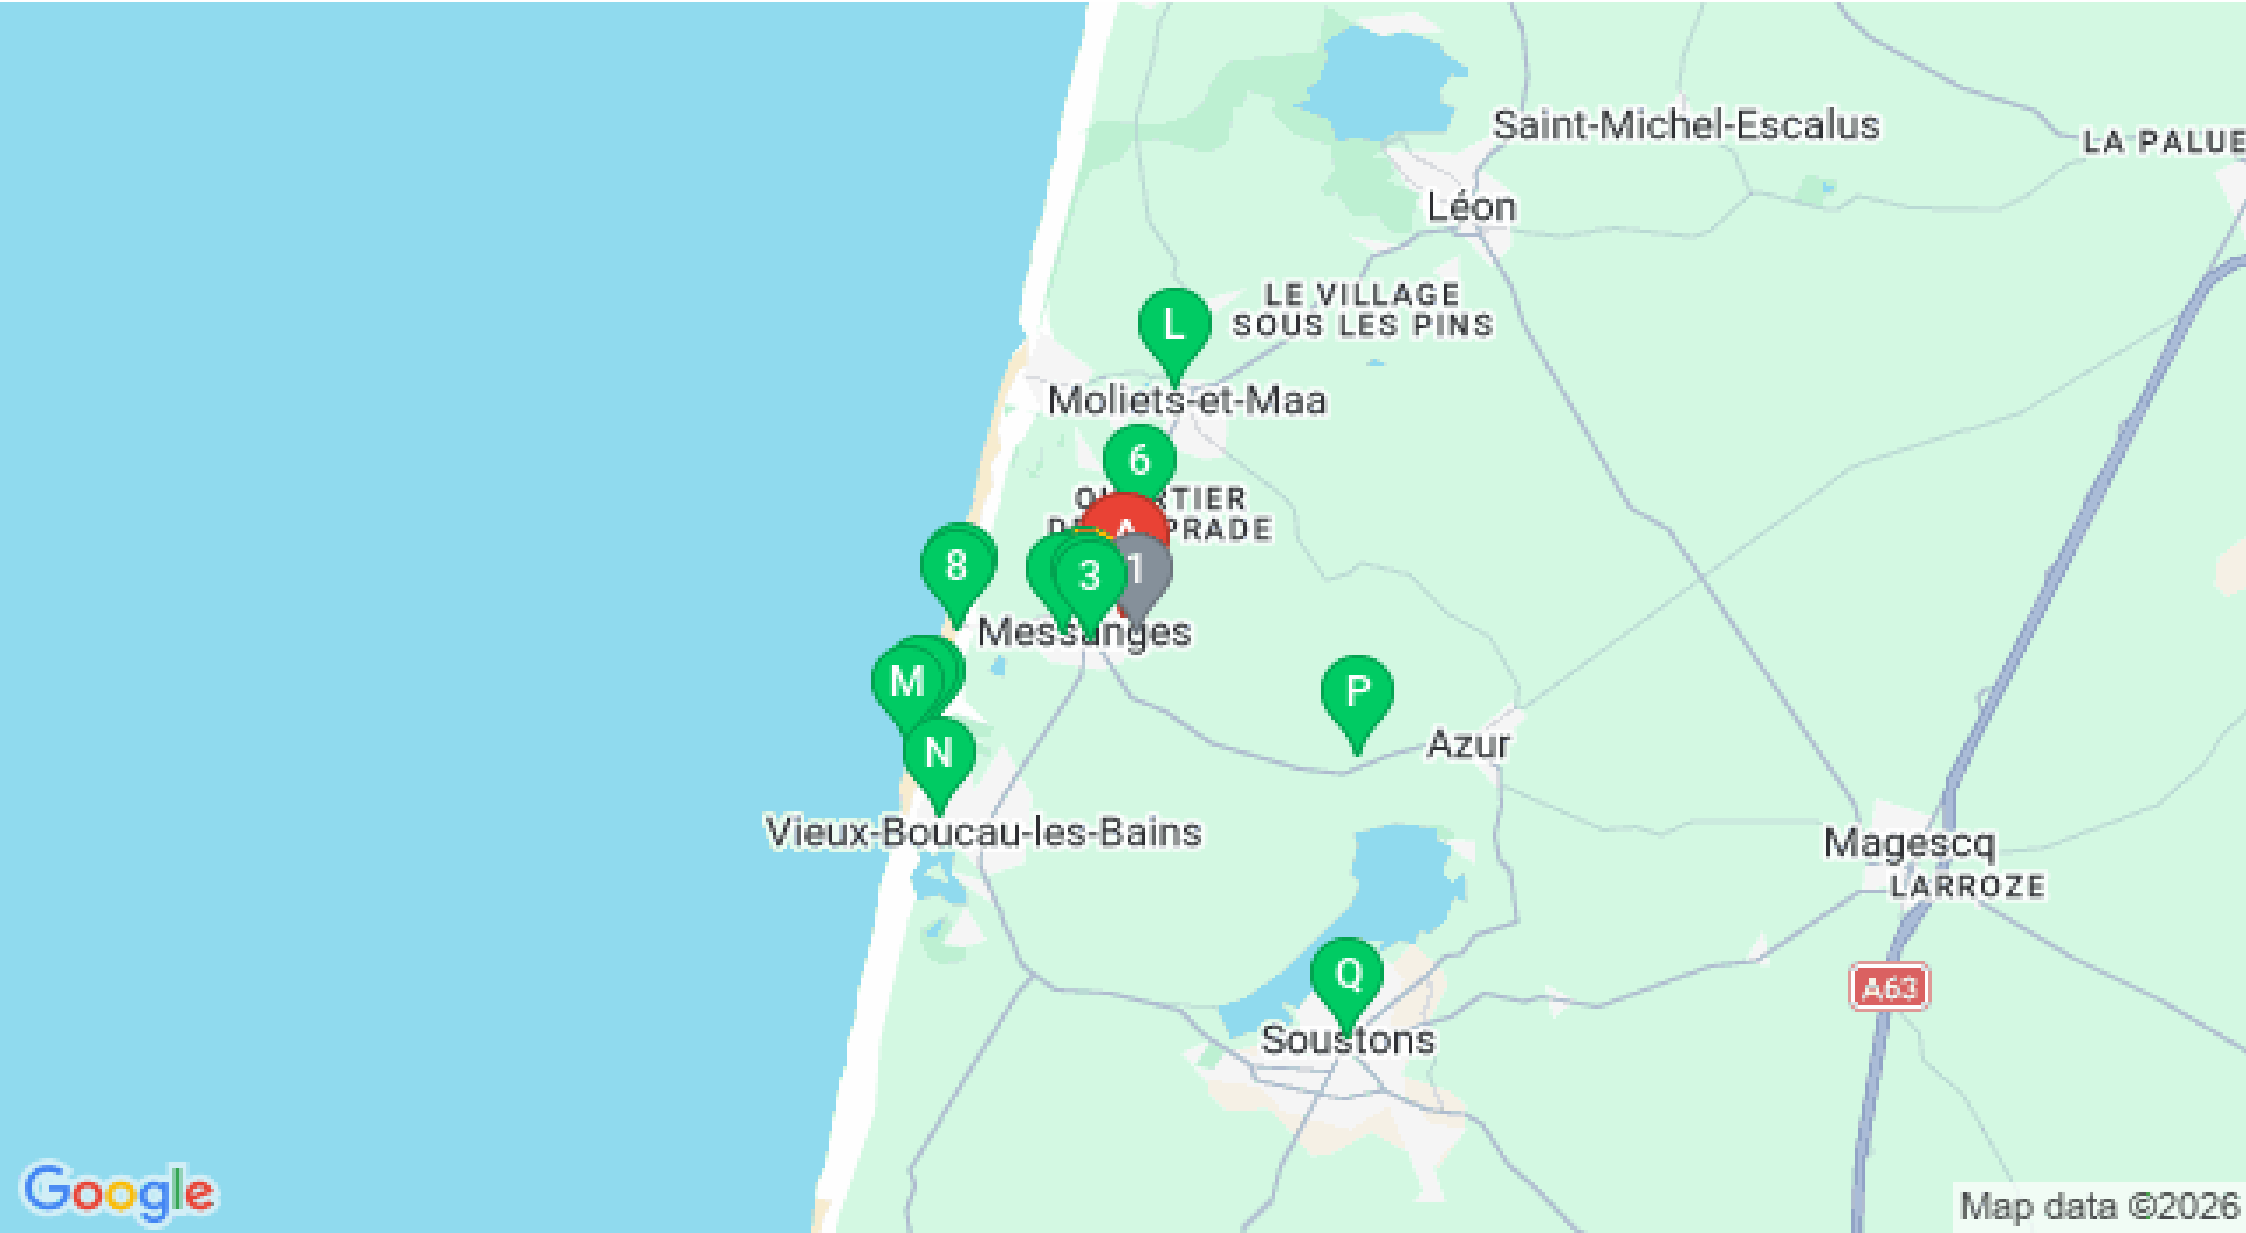 Saint-Michel-Escalus
LA PALUE
Léon
LE VILLAGE
SOUS LES PINS
L
Moliets-et-Maa
6
A
8
3
1
Messanges
M
P
N
Azur
Vieux-Boucau-les-Bains
Magescq
LARROZE
Q
A63
Soustons
Google
Map data ©2026